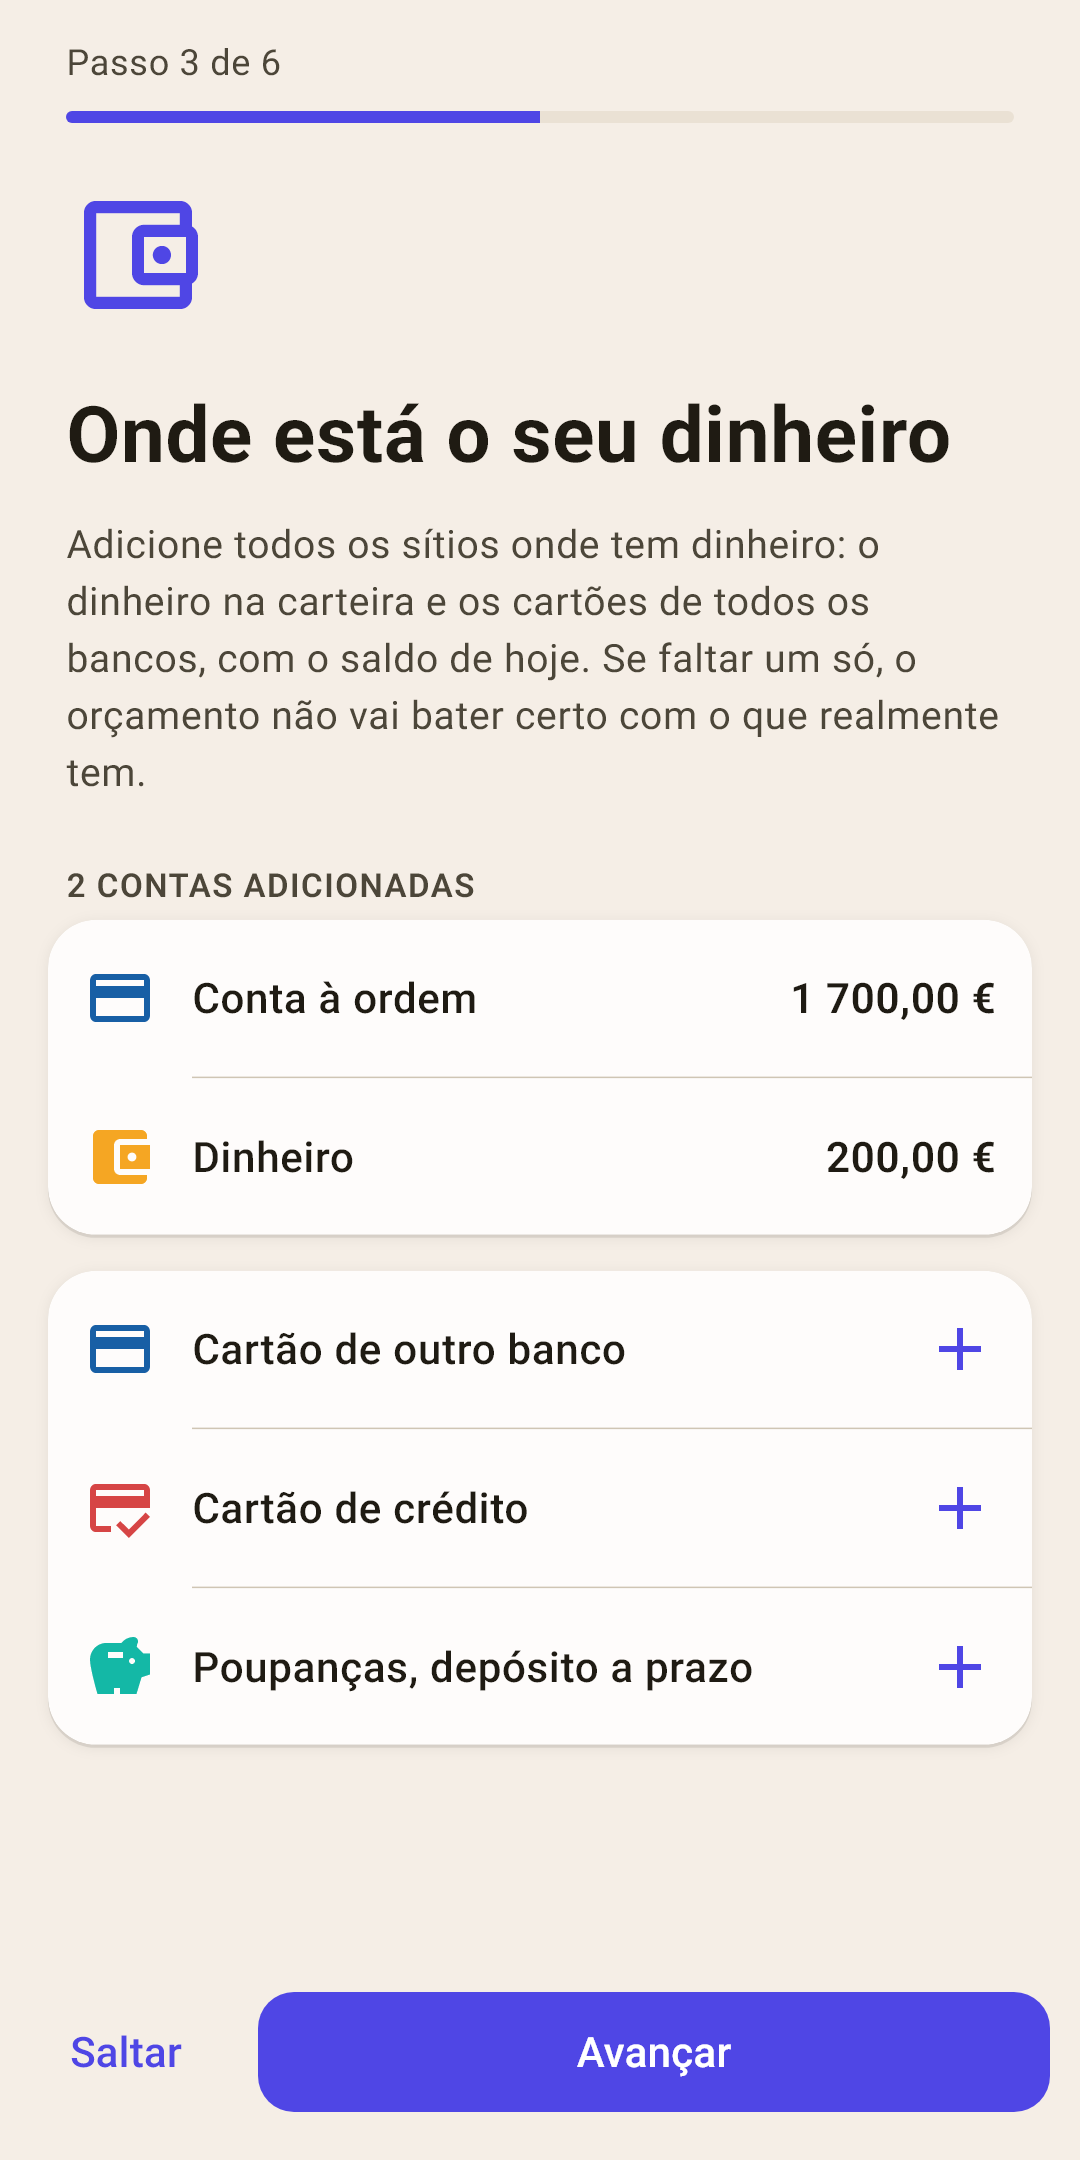 Passo 3 de 6
Onde está o seu dinheiro
Adicione todos os sítios onde tem dinheiro: o
dinheiro na carteira e os cartões de todos os
bancos, com o saldo de hoje. Se faltar um só, o
orçamento não vai bater certo com o que realmente
tem.
2 CONTAS ADICIONADAS
Conta à ordem 1 700,00 €
Dinheiro 200,00 €
Cartão de outro banco
Cartão de crédito
Poupanças, depósito a prazo
Saltar Avançar